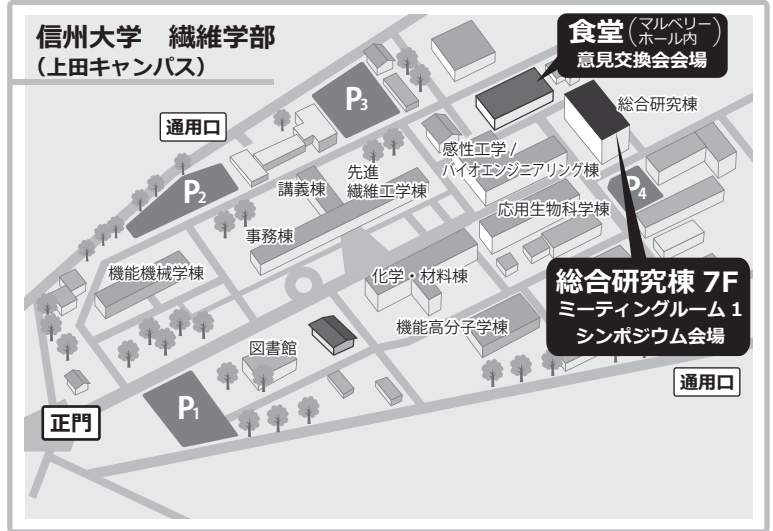 信州大学　繊維学部
（上田キャンパス）
食堂（マルベリーホール内）
意見交換会会場
通用口
P3
総合研究棟
感性工学 /
バイオエンジニアリング棟
先進
繊維工学棟
講義棟
P2
P4
応用生物科学棟
事務棟
機能機械学棟
化学・材料棟
総合研究棟 7F
ミーティングルーム 1
シンポジウム会場
機能高分子学棟
図書館
通用口
P1
正門